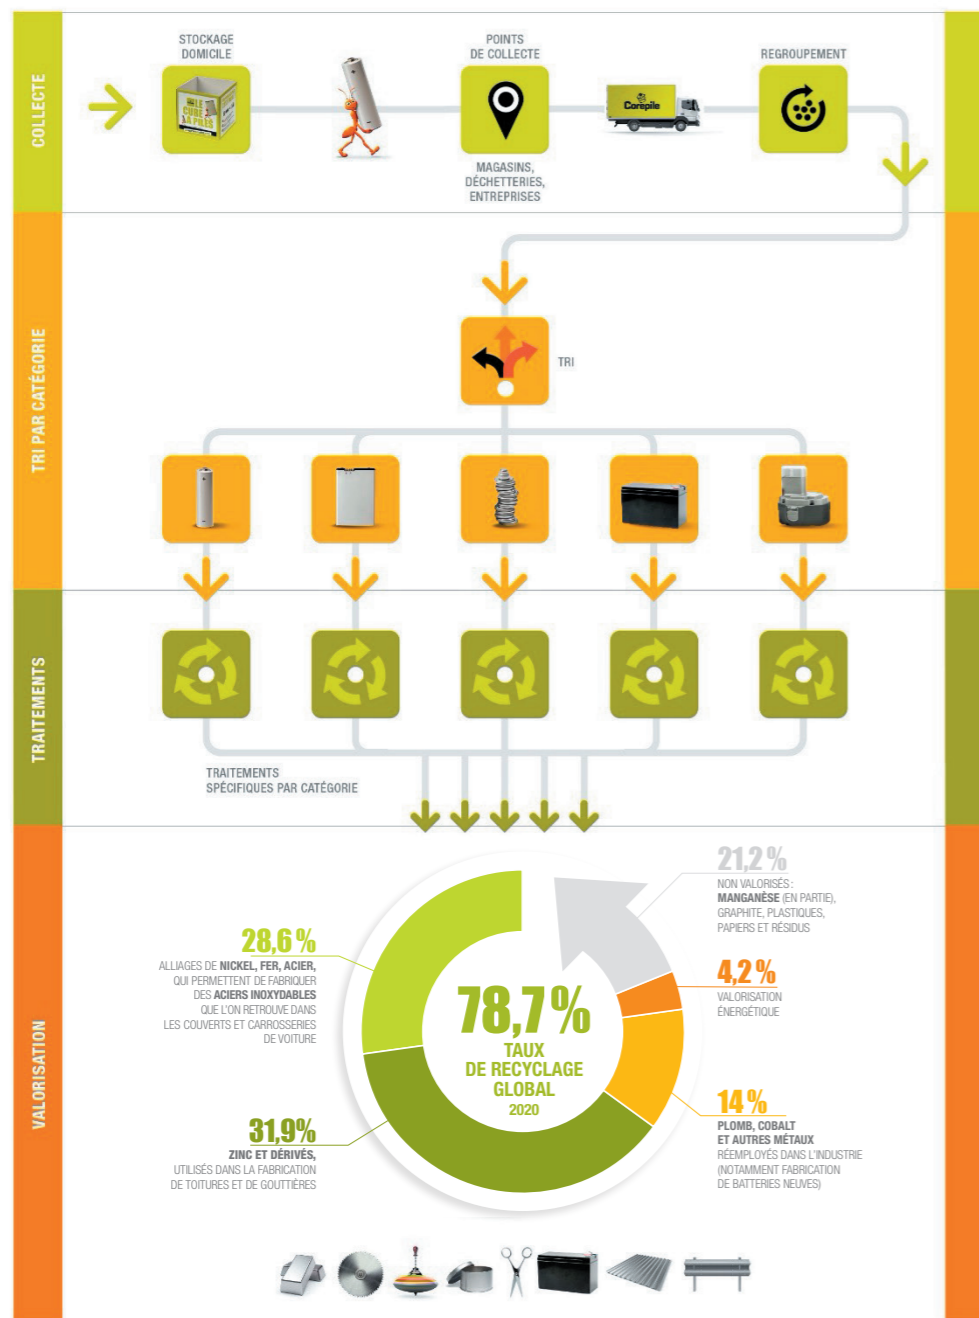 COLLECTE
STOCKAGE
DOMICILE
LE
CUBE
À PILES
POINTS
DE COLLECTE
MAGASINS,
DÉCHETTERIES,
ENTREPRISES
Corepile
REGROUPEMENT
TRI PAR CATÉGORIE
TRI
TRAITEMENTS
TRAITEMENTS
SPÉCIFIQUES PAR CATÉGORIE
VALORISATION
28,6 %
ALLIAGES DE NICKEL, FER, ACIER,
QUI PERMETTENT DE FABRIQUER
DES ACIERS INOXYDABLES
QUE L'ON RETROUVE DANS
LES COUVERTS ET CARROSSERIES
DE VOITURE
31,9%
ZINC ET DÉRIVÉS,
UTILISÉS DANS LA FABRICATION
DE TOITURES ET DE GOUTTIÈRES
78,7%
TAUX
DE RECYCLAGE
GLOBAL
2020
21,2 %
NON VALORISÉS :
MANGANÈSE (EN PARTIE),
GRAPHITE, PLASTIQUES,
PAPIERS ET RÉSIDUS
4,2 %
VALORISATION
ÉNERGÉTIQUE
14 %
PLOMB, COBALT
ET AUTRES MÉTAUX
RÉEMPLOYÉS DANS L'INDUSTRIE
(NOTAMMENT FABRICATION
DE BATTERIES NEUVES)